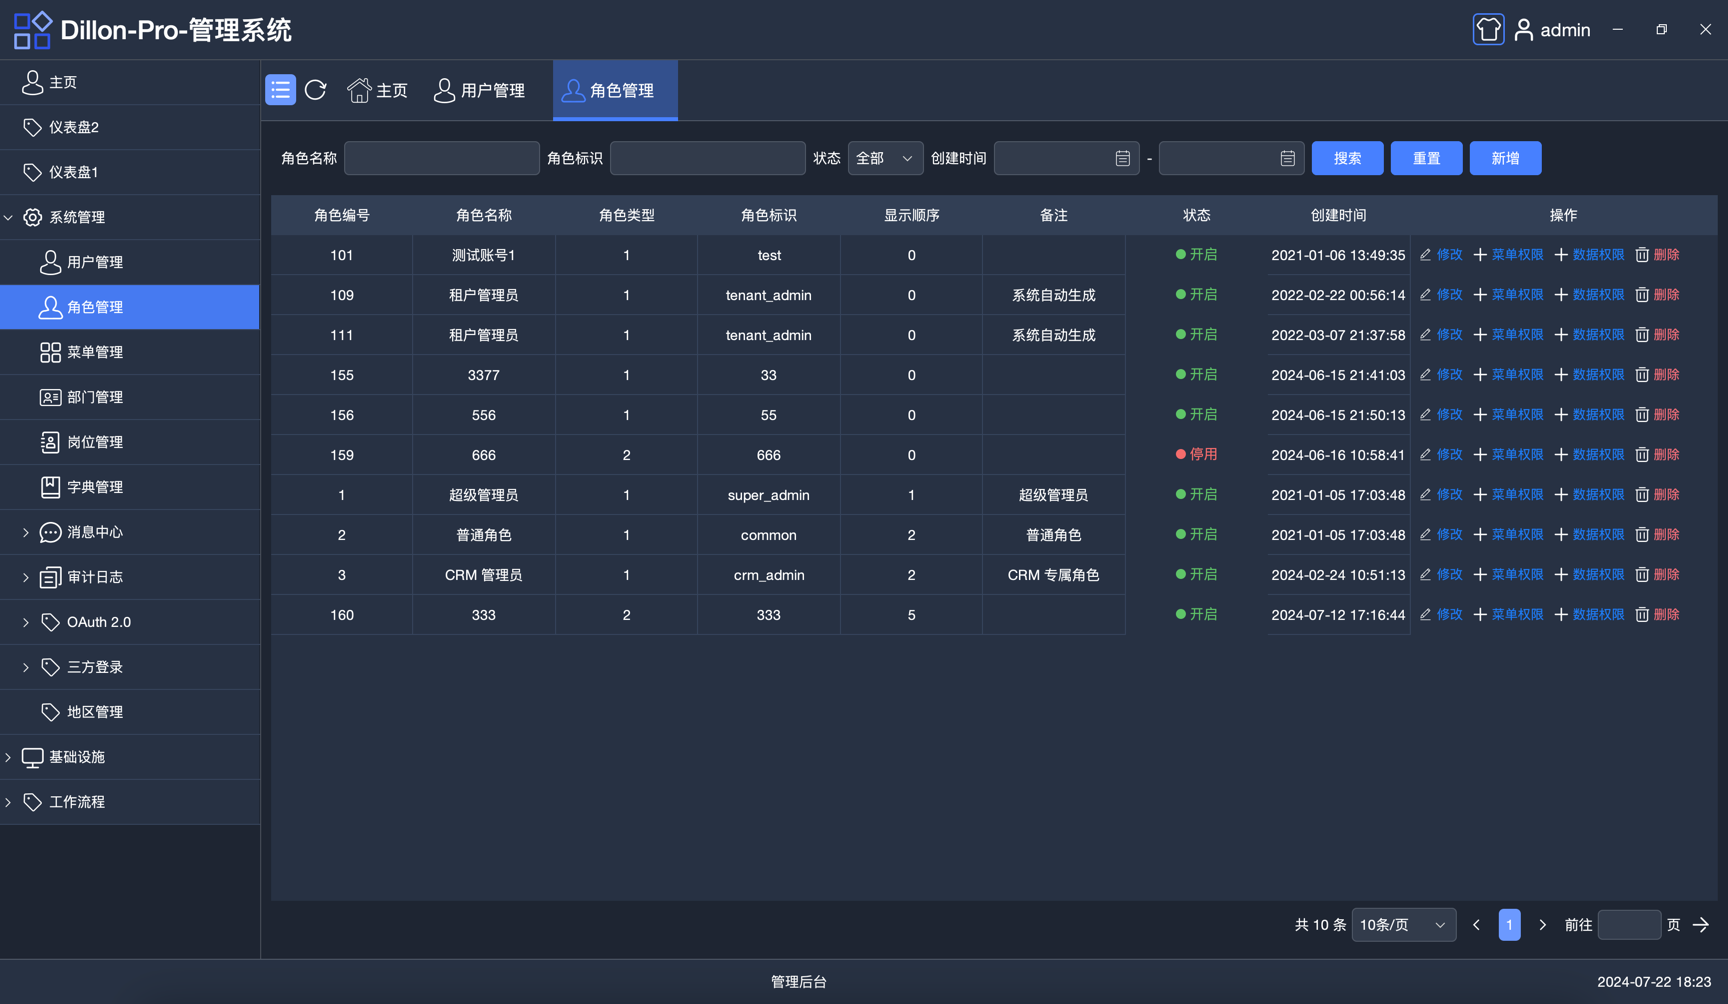 Dillon-Pro-管理系统
admin
主页
仪表盘2
仪表盘1
系统管理
用户管理
角色管理
菜单管理
部门管理
岗位管理
字典管理
消息中心
审计日志
OAuth 2.0
三方登录
地区管理
基础设施
工作流程
主页 用户管理 角色管理
角色名称 角色标识 状态 全部 创建时间 - 搜索 重置 新增
角色编号 角色名称 角色类型 角色标识 显示顺序 备注 状态 创建时间 操作
101 测试账号1 1 test 0 开启 2021-01-06 13:49:35 修改 菜单权限 数据权限 删除
109 租户管理员 1 tenant_admin 0 系统自动生成 开启 2022-02-22 00:56:14 修改 菜单权限 数据权限 删除
111 租户管理员 1 tenant_admin 0 系统自动生成 开启 2022-03-07 21:37:58 修改 菜单权限 数据权限 删除
155 3377 1 33 0 开启 2024-06-15 21:41:03 修改 菜单权限 数据权限 删除
156 556 1 55 0 开启 2024-06-15 21:50:13 修改 菜单权限 数据权限 删除
159 666 2 666 0 停用 2024-06-16 10:58:41 修改 菜单权限 数据权限 删除
1 超级管理员 1 super_admin 1 超级管理员 开启 2021-01-05 17:03:48 修改 菜单权限 数据权限 删除
2 普通角色 1 common 2 普通角色 开启 2021-01-05 17:03:48 修改 菜单权限 数据权限 删除
3 CRM 管理员 1 crm_admin 2 CRM 专属角色 开启 2024-02-24 10:51:13 修改 菜单权限 数据权限 删除
160 333 2 333 5 开启 2024-07-12 17:16:44 修改 菜单权限 数据权限 删除
共 10 条 10条/页 1 前往 页
管理后台
2024-07-22 18:23